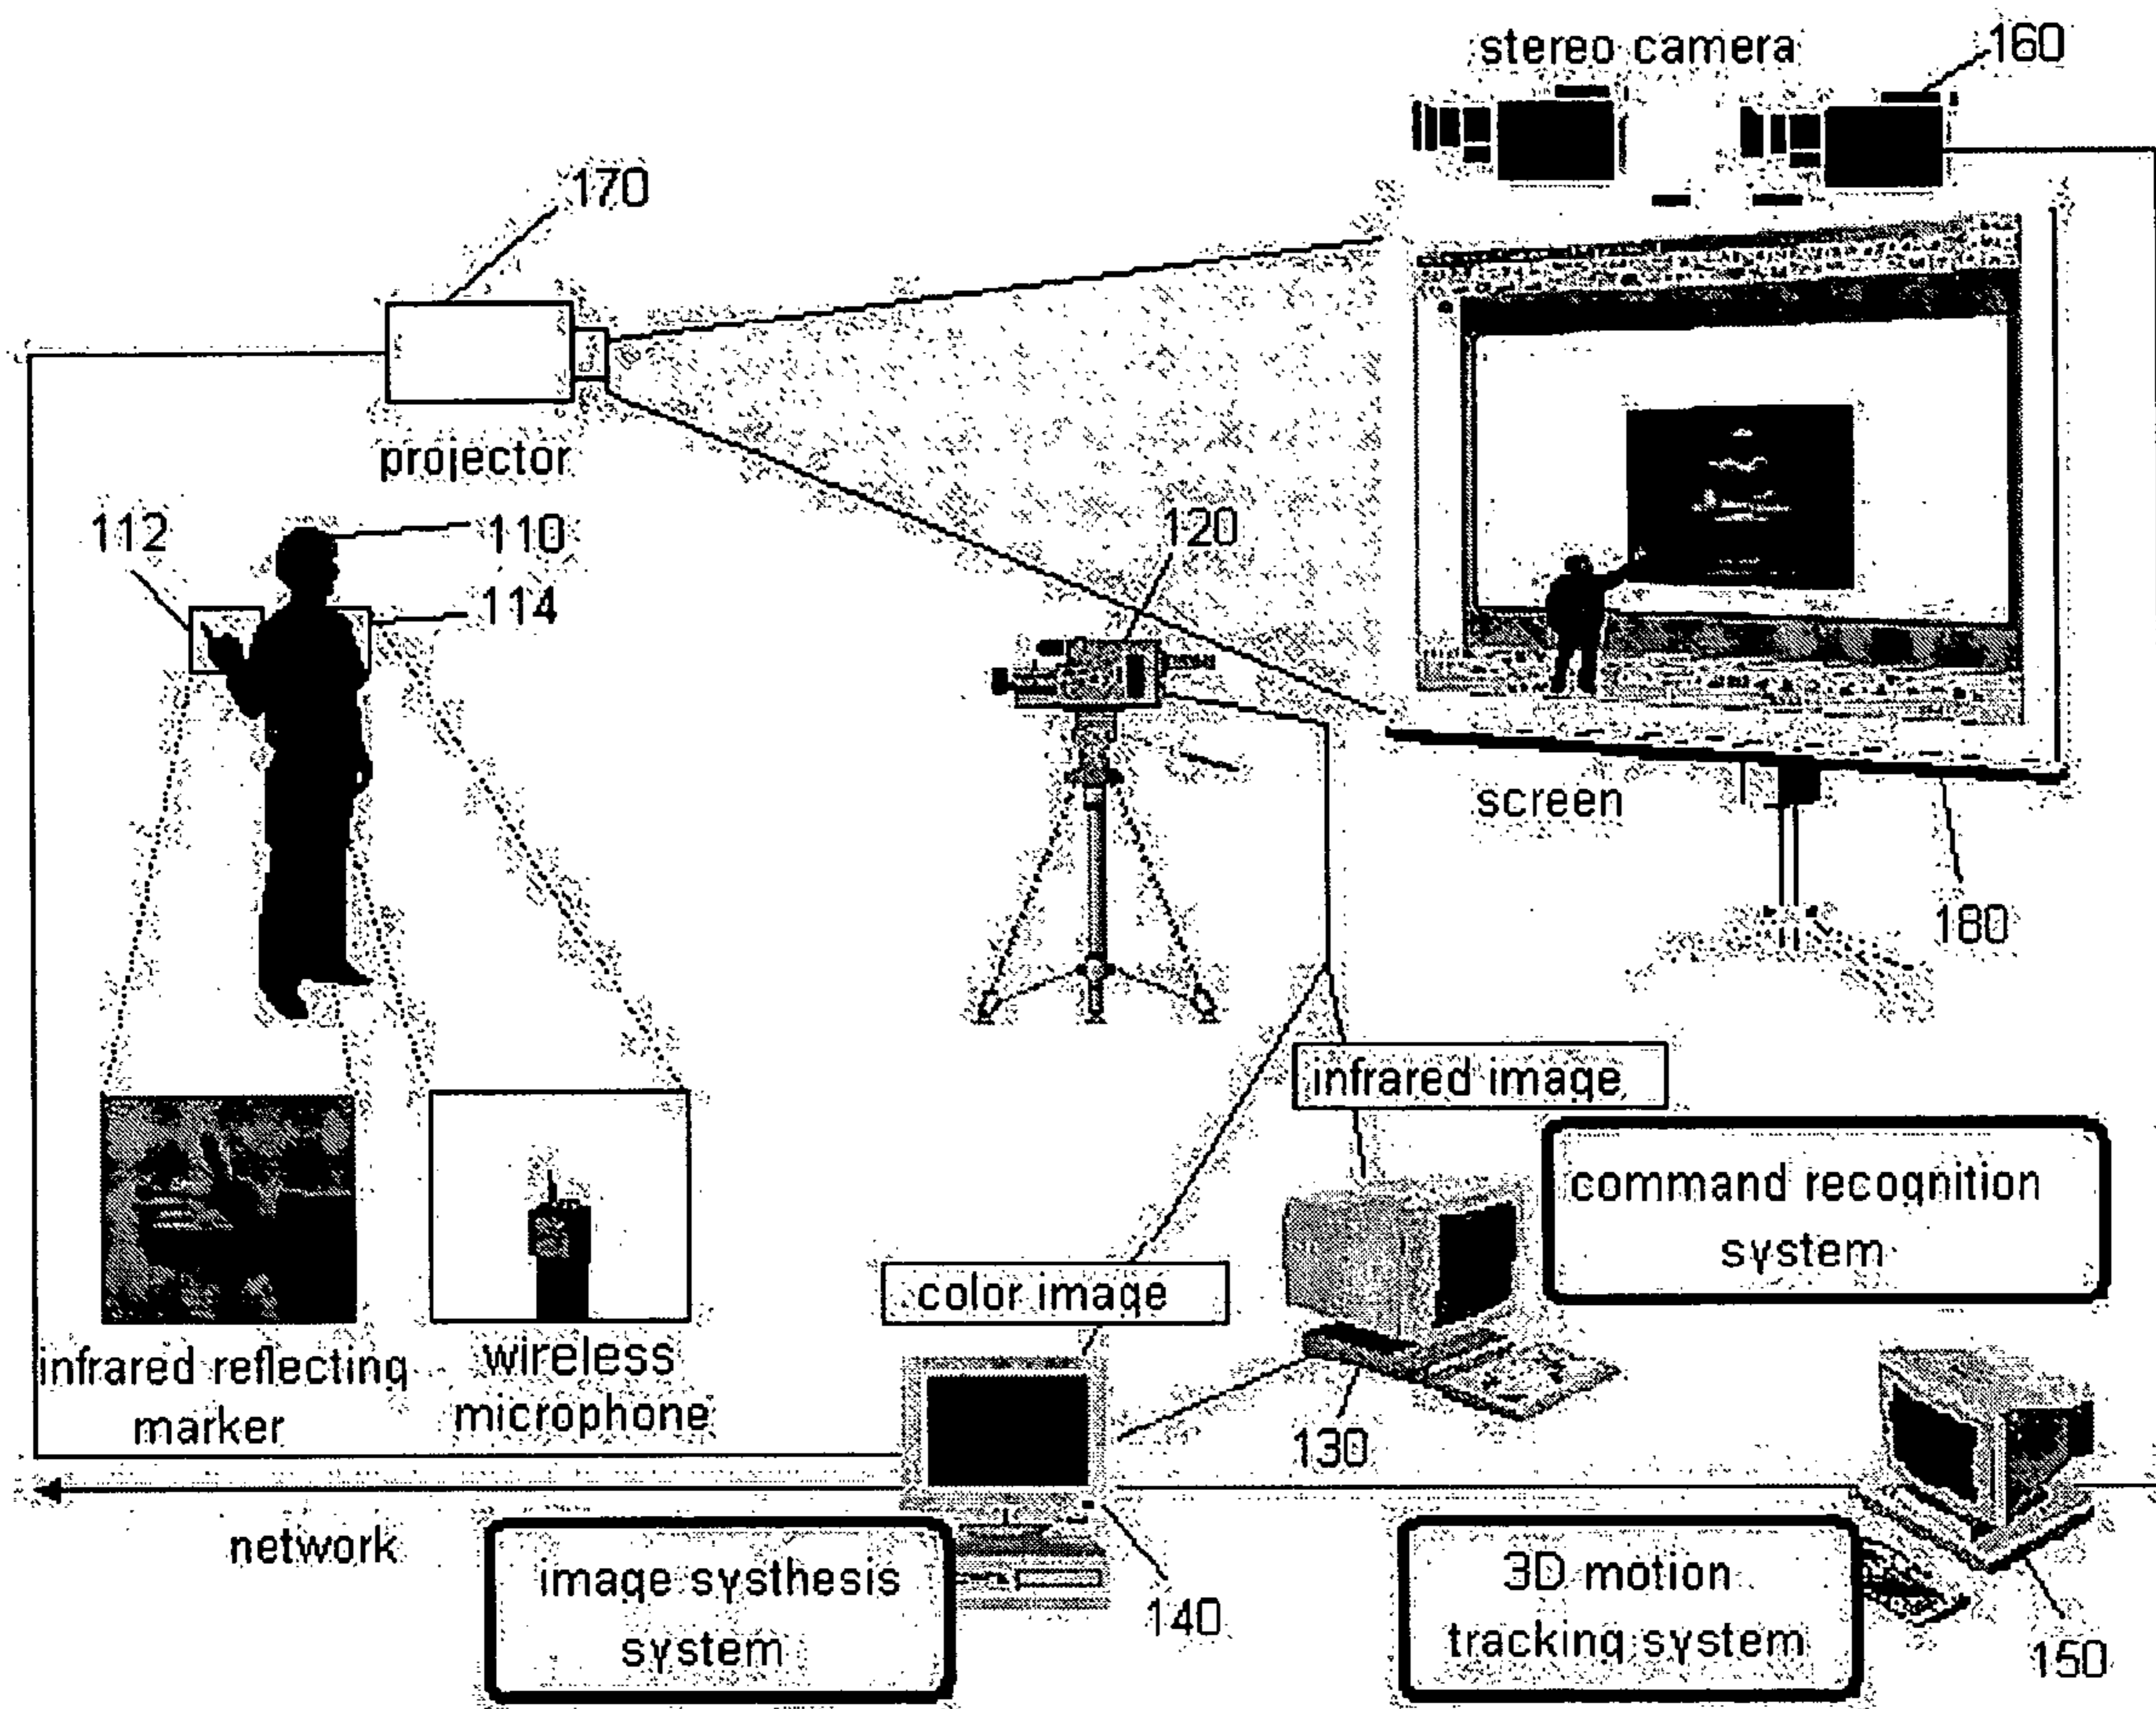 stereo camera
160
170
projector
112
110
114
120
screen
180
infrared image
command recognition
system
color image
infrared reflecting
marker
wireless
microphone
130
network
image systhesis
system
140
3D motion
tracking system
150